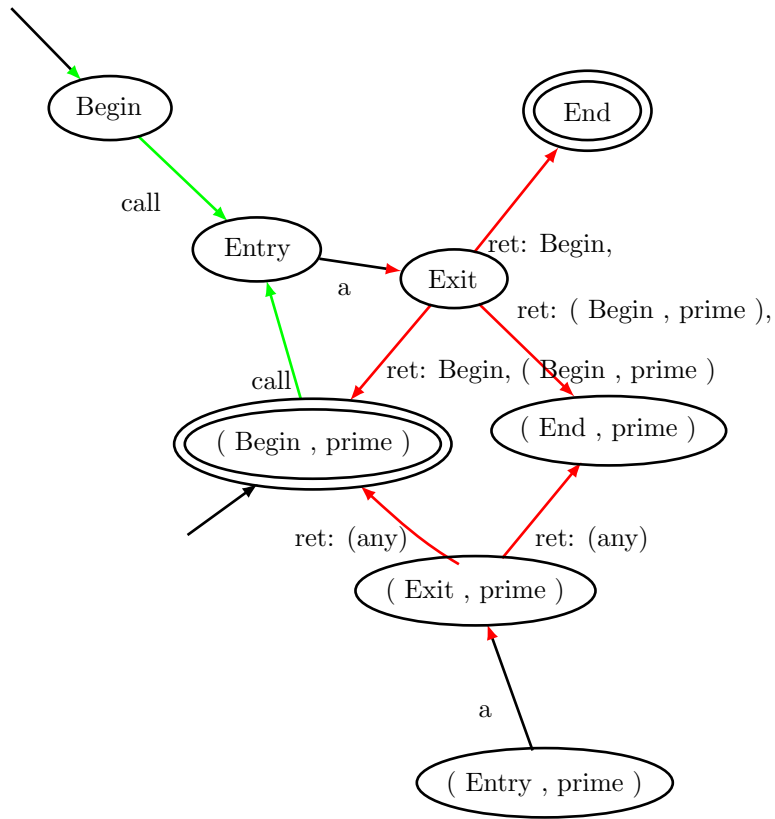 Begin
End
call
ret: Begin,
Entry
Exit
a
ret: ( Begin , prime ),
ret: Begin, ( Begin , prime )
call
( Begin , prime )
( End , prime )
ret: (any)
ret: (any)
( Exit , prime )
a
( Entry , prime )